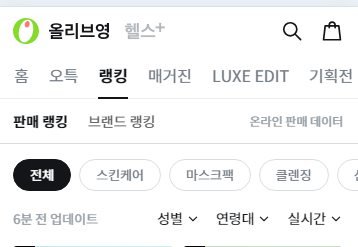 올리브영 헬스+
홈 오특 랭킹 매거진 LUXE EDIT 기획전
판매 랭킹 브랜드 랭킹 온라인 판매 데이터
전체 스킨케어 마스크팩 클렌징
6분 전 업데이트 성별 연령대 실시간